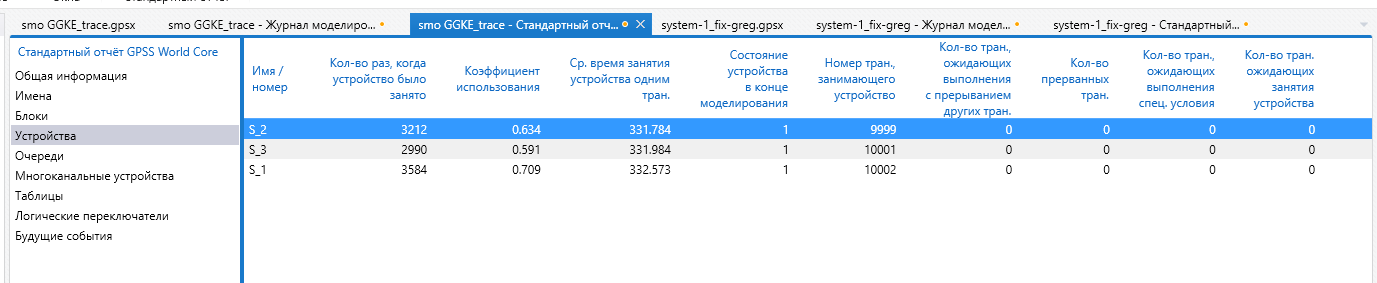 Стандартный отчёт
smo GGKE_trace.gpsx
smo GGKE_trace - Журнал моделиро...
smo GGKE_trace - Стандартный отч...
system-1_fix-greg.gpsx
system-1_fix-greg - Журнал модел...
system-1_fix-greg - Стандартный...
Стандартный отчёт GPSS World Core
Общая информация
Имена
Блоки
Устройства
Очереди
Многоканальные устройства
Таблицы
Логические переключатели
Будущие события
Имя /
номер
Кол-во раз, когда
устройство было
занято
Коэффициент
использования
Ср. время занятия
устройства одним
тран.
Состояние
устройства
в конце
моделирования
Номер тран.,
занимающего
устройство
Кол-во тран.,
ожидающих
выполнения
с прерыванием
других тран.
Кол-во
прерванных
тран.
Кол-во тран.,
ожидающих
выполнения
спец. условия
Кол-во тран.
ожидающих
занятия
устройства
S_2 3212 0.634 331.784 1 9999 0 0 0 0
S_3 2990 0.591 331.984 1 10001 0 0 0 0
S_1 3584 0.709 332.573 1 10002 0 0 0 0